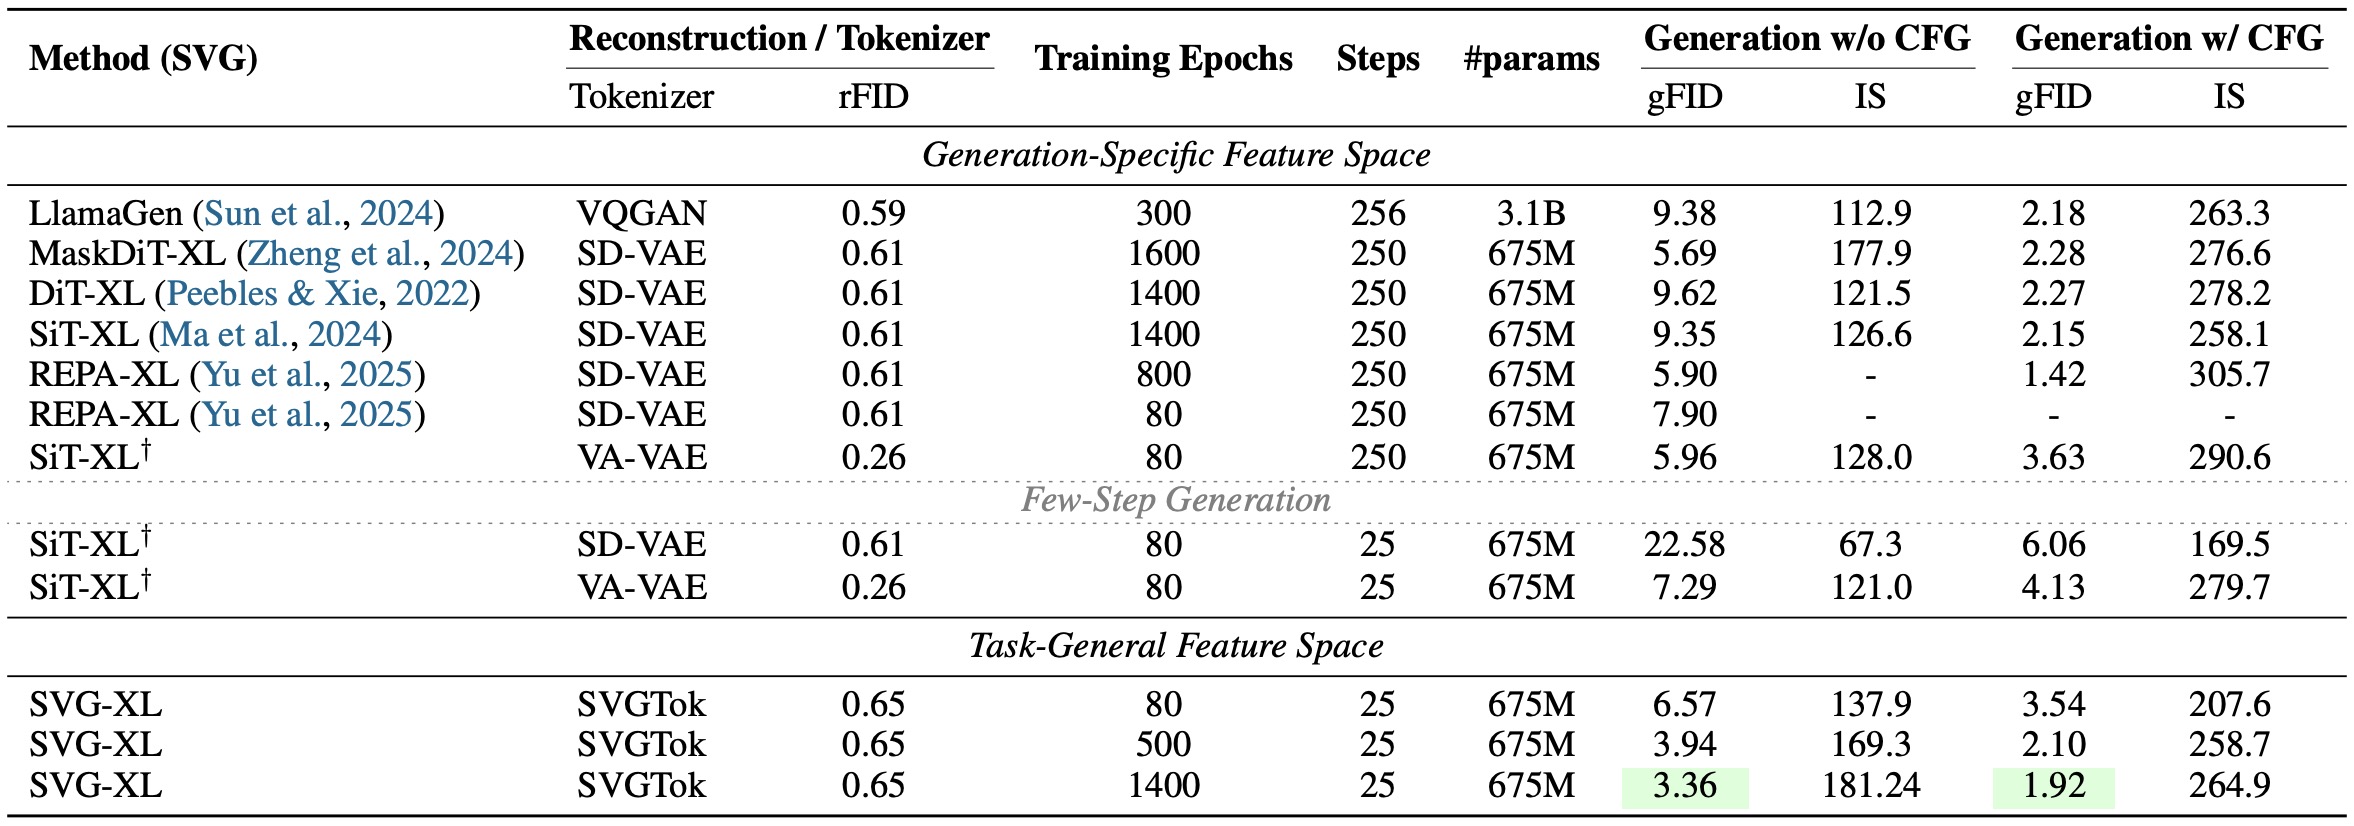 Method (SVG) Reconstruction / Tokenizer Training Epochs Steps #params Generation w/o CFG Generation w/ CFG
Tokenizer rFID gFID IS gFID IS
Generation-Specific Feature Space
LlamaGen (Sun et al., 2024) VQGAN 0.59 300 256 3.1B 9.38 112.9 2.18 263.3
MaskDiT-XL (Zheng et al., 2024) SD-VAE 0.61 1600 250 675M 5.69 177.9 2.28 276.6
DiT-XL (Peebles & Xie, 2022) SD-VAE 0.61 1400 250 675M 9.62 121.5 2.27 278.2
SiT-XL (Ma et al., 2024) SD-VAE 0.61 1400 250 675M 9.35 126.6 2.15 258.1
REPA-XL (Yu et al., 2025) SD-VAE 0.61 800 250 675M 5.90 - 1.42 305.7
REPA-XL (Yu et al., 2025) SD-VAE 0.61 80 250 675M 7.90 - - -
SiT-XL† VA-VAE 0.26 80 250 675M 5.96 128.0 3.63 290.6
Few-Step Generation
SiT-XL† SD-VAE 0.61 80 25 675M 22.58 67.3 6.06 169.5
SiT-XL† VA-VAE 0.26 80 25 675M 7.29 121.0 4.13 279.7
Task-General Feature Space
SVG-XL SVGTok 0.65 80 25 675M 6.57 137.9 3.54 207.6
SVG-XL SVGTok 0.65 500 25 675M 3.94 169.3 2.10 258.7
SVG-XL SVGTok 0.65 1400 25 675M 3.36 181.24 1.92 264.9